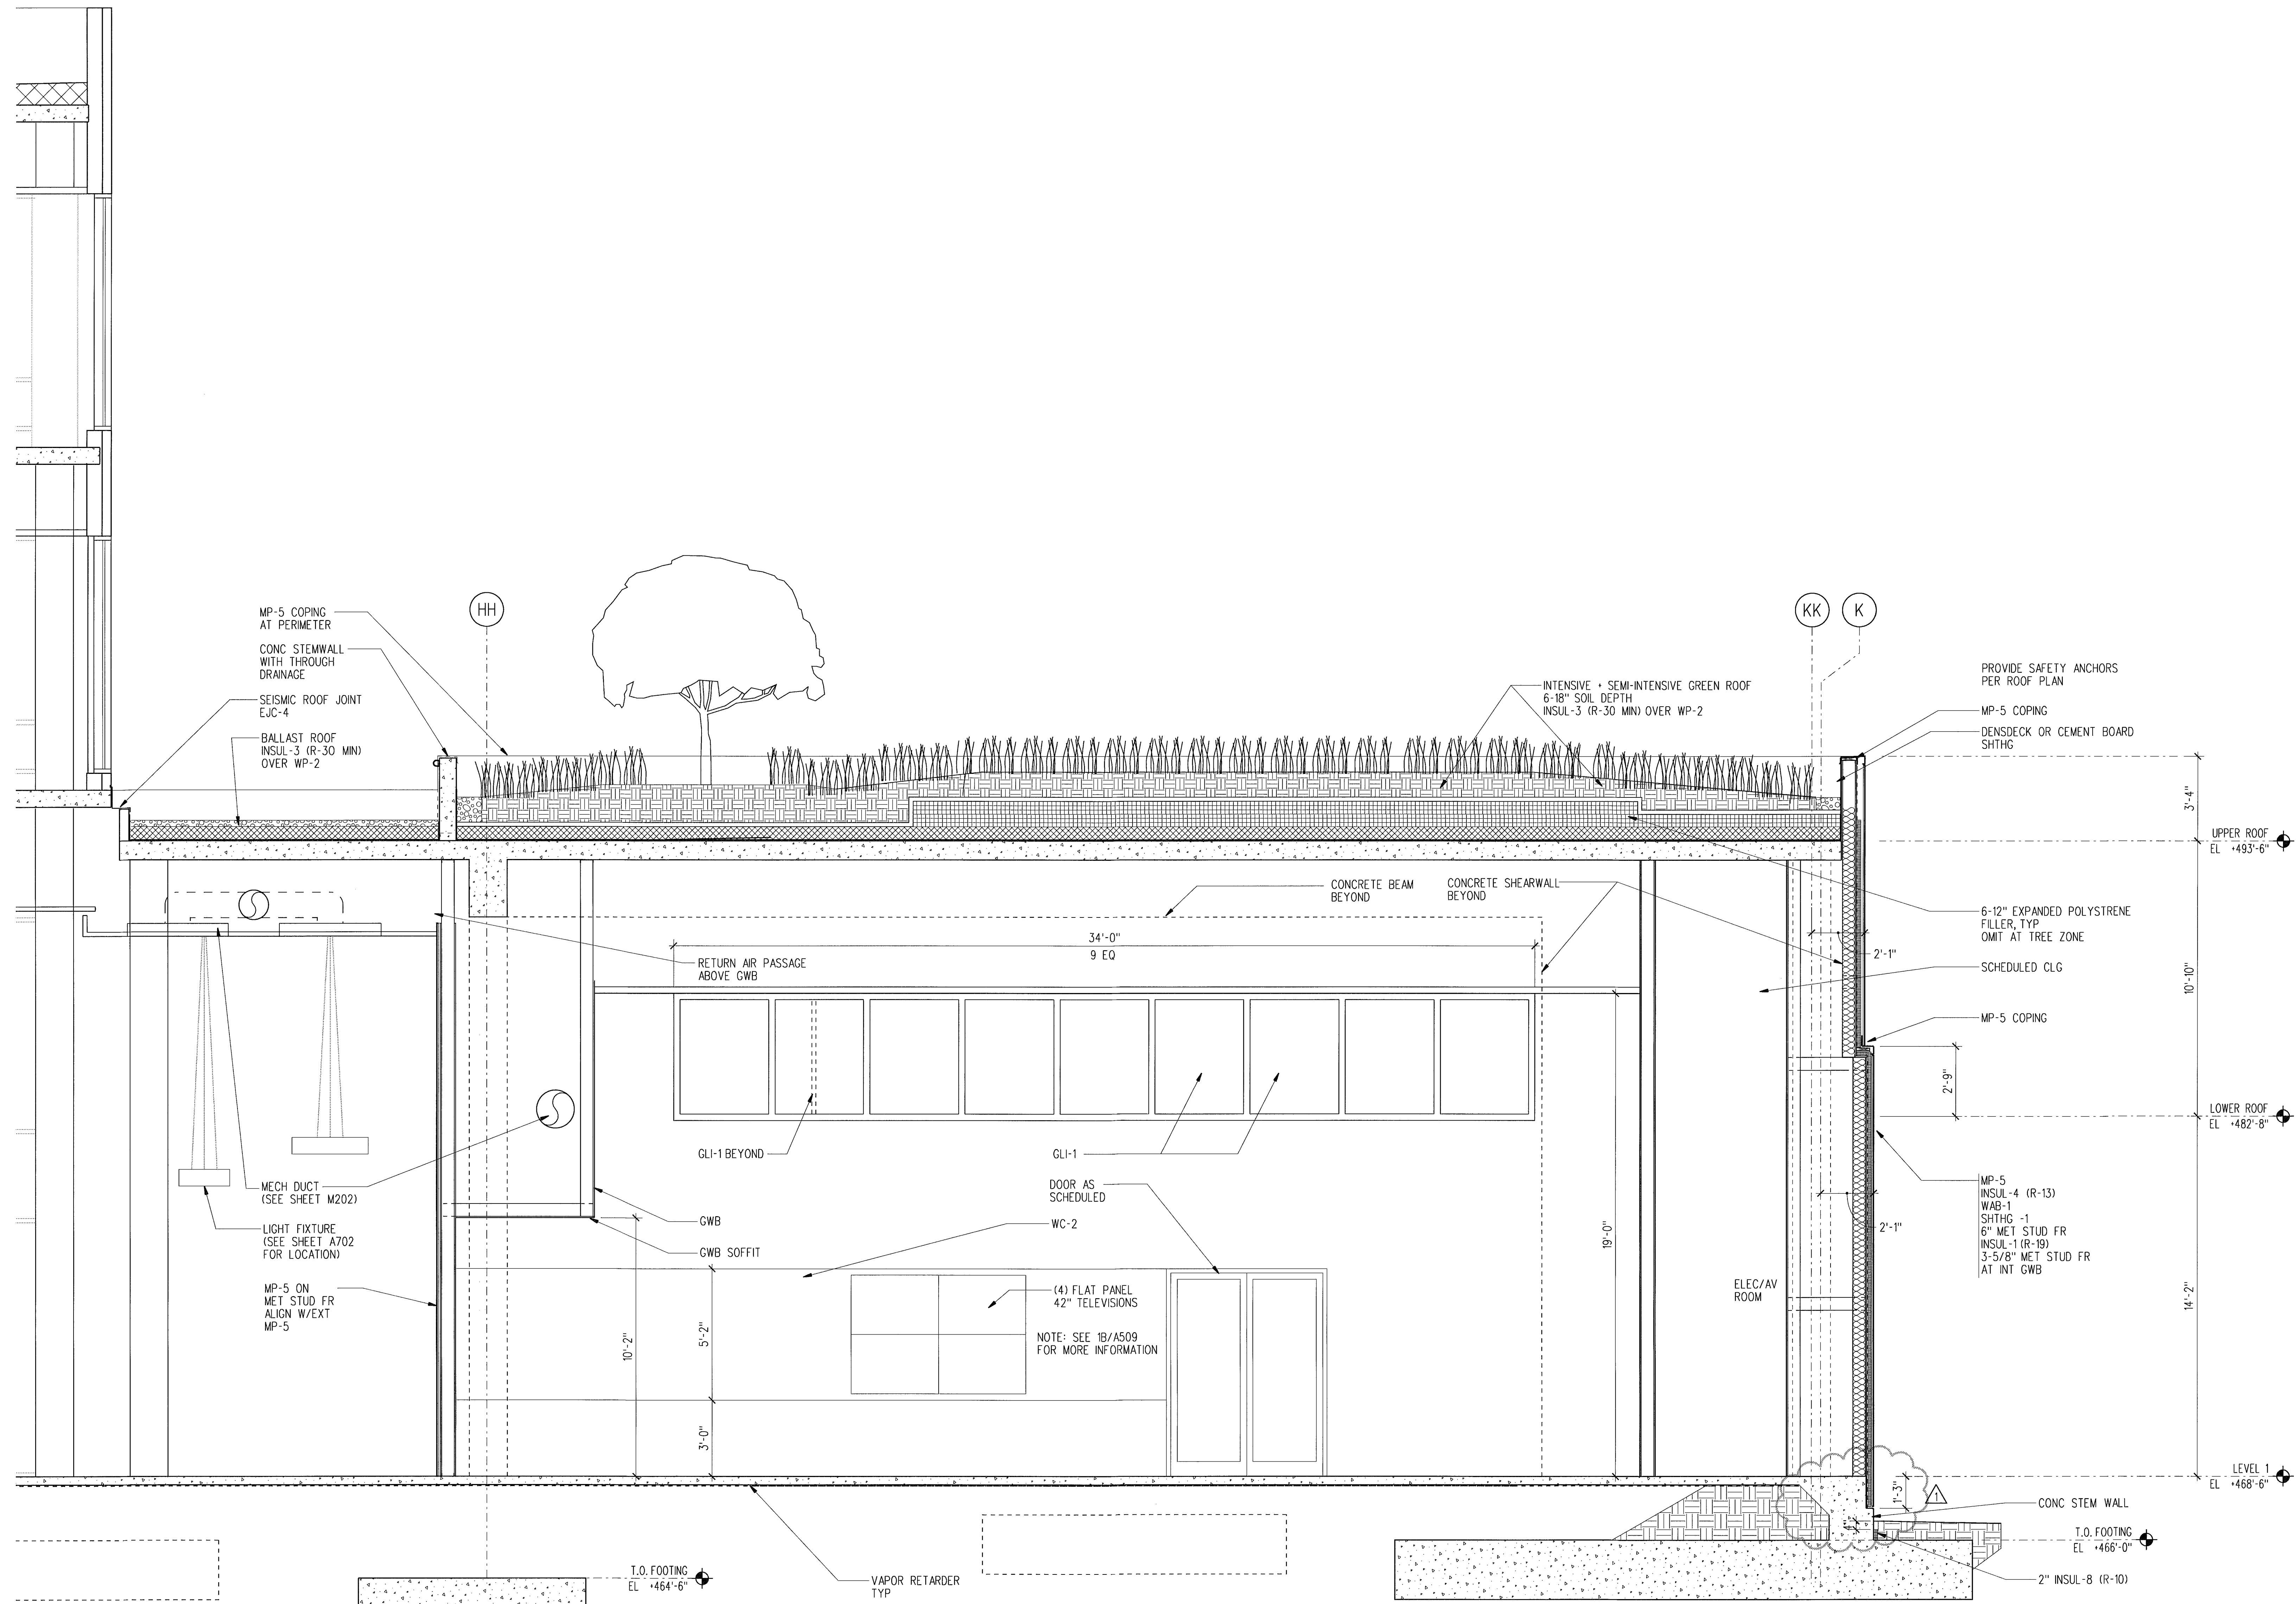 HH
KK
K
MP-5 COPING
AT PERIMETER
CONC STEMWALL
WITH THROUGH
DRAINAGE
SEISMIC ROOF JOINT
EJC-4
BALLAST ROOF
INSUL-3 (R-30 MIN)
OVER WP-2
INTENSIVE + SEMI-INTENSIVE GREEN ROOF
6-18" SOIL DEPTH
INSUL-3 (R-30 MIN) OVER WP-2
PROVIDE SAFETY ANCHORS
PER ROOF PLAN
MP-5 COPING
DENSDECK OR CEMENT BOARD
SHTHG
3'-4"
UPPER ROOF
EL +493'-6"
CONCRETE BEAM
BEYOND
CONCRETE SHEARWALL
BEYOND
6-12" EXPANDED POLYSTRENE
FILLER, TYP
OMIT AT TREE ZONE
34'-0"
9 EQ
2'-1"
RETURN AIR PASSAGE
ABOVE GWB
SCHEDULED CLG
10'-10"
MP-5 COPING
2'-9"
LOWER ROOF
EL +482'-8"
GLI-1 BEYOND
GLI-1
MECH DUCT
(SEE SHEET M202)
DOOR AS
SCHEDULED
MP-5
INSUL-4 (R-13)
WAB-1
SHTHG -1
6" MET STUD FR
INSUL-1 (R-19)
3-5/8" MET STUD FR
AT INT GWB
GWB
WC-2
2'-1"
LIGHT FIXTURE
(SEE SHEET A702
FOR LOCATION)
GWB SOFFIT
19'-0"
MP-5 ON
MET STUD FR
ALIGN W/EXT
MP-5
(4) FLAT PANEL
42" TELEVISIONS
ELEC/AV
ROOM
14'-2"
10'-2"
5'-2"
NOTE: SEE 1B/A509
FOR MORE INFORMATION
3'-0"
LEVEL 1
EL +468'-6"
1'-3"
1
CONC STEM WALL
4"
T.O. FOOTING
EL +466'-0"
T.O. FOOTING
EL +464'-6"
VAPOR RETARDER
TYP
2" INSUL-8 (R-10)